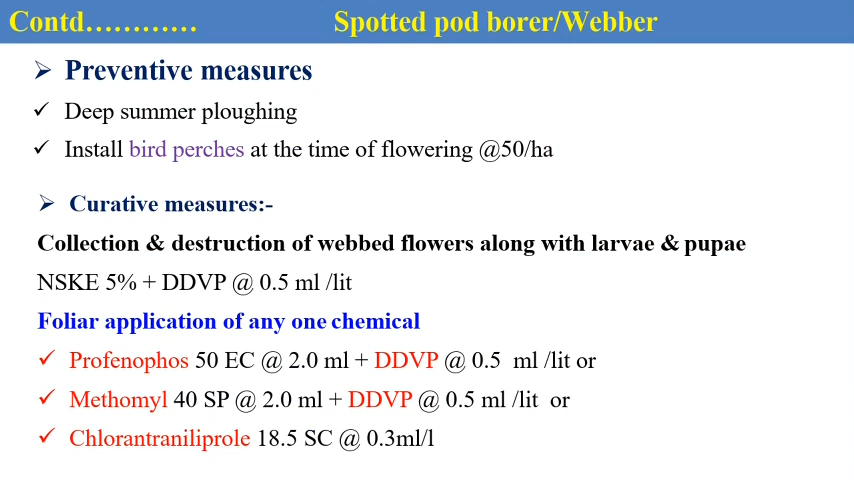 Contd………… Spotted pod borer/Webber
➢ Preventive measures
✓ Deep summer ploughing
✓ Install bird perches at the time of flowering @50/ha
➢ Curative measures:-
Collection & destruction of webbed flowers along with larvae & pupae
NSKE 5% + DDVP @ 0.5 ml /lit
Foliar application of any one chemical
✓ Profenophos 50 EC @ 2.0 ml + DDVP @ 0.5 ml /lit or
✓ Methomyl 40 SP @ 2.0 ml + DDVP @ 0.5 ml /lit or
✓ Chlorantraniliprole 18.5 SC @ 0.3ml/l